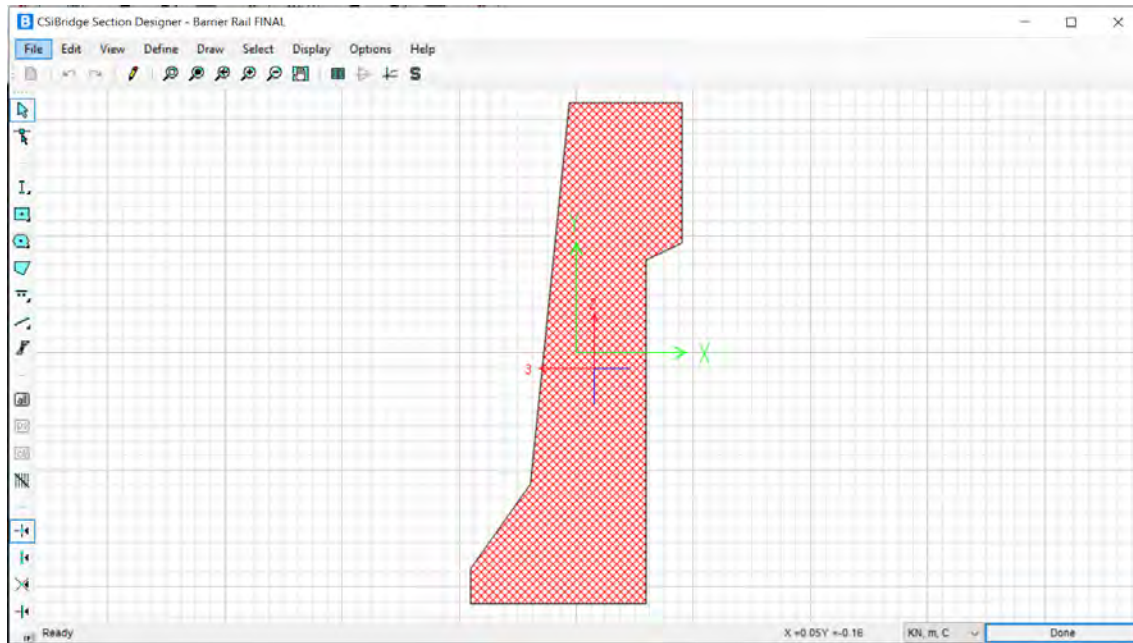 CSiBridge Section Designer - Barrier Rail FINAL
File Edit View Define Draw Select Display Options Help
S
Y
X
3
Ready X =0.05Y =-0.16 KN, m, C Done